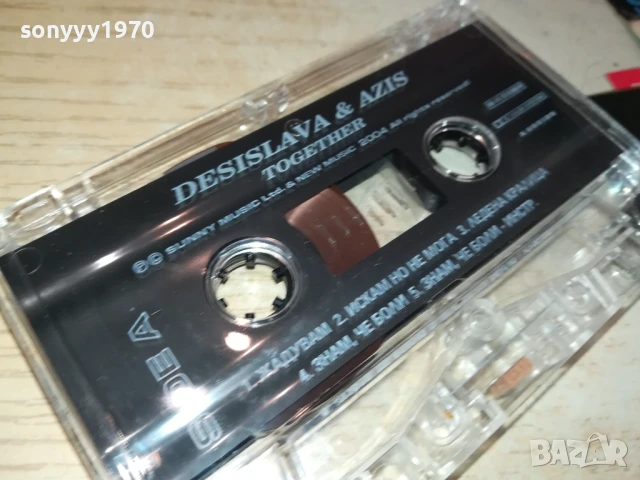 sonyyy1970
DESISLAVA & AZIS
TOGETHER
℗© SUNNY MUSIC Ltd. & NEW MUSIC 2004 All rights reserved
SIDE A
1. ЖАДУВАМ 2. ИСКАМ НО НЕ МОГА 3. ЛЕДЕНА КРАЛИЦА
4. ЗНАМ, ЧЕ БОЛИ 5. ЗНАМ, ЧЕ БОЛИ - ИНСТР.
BAZAR